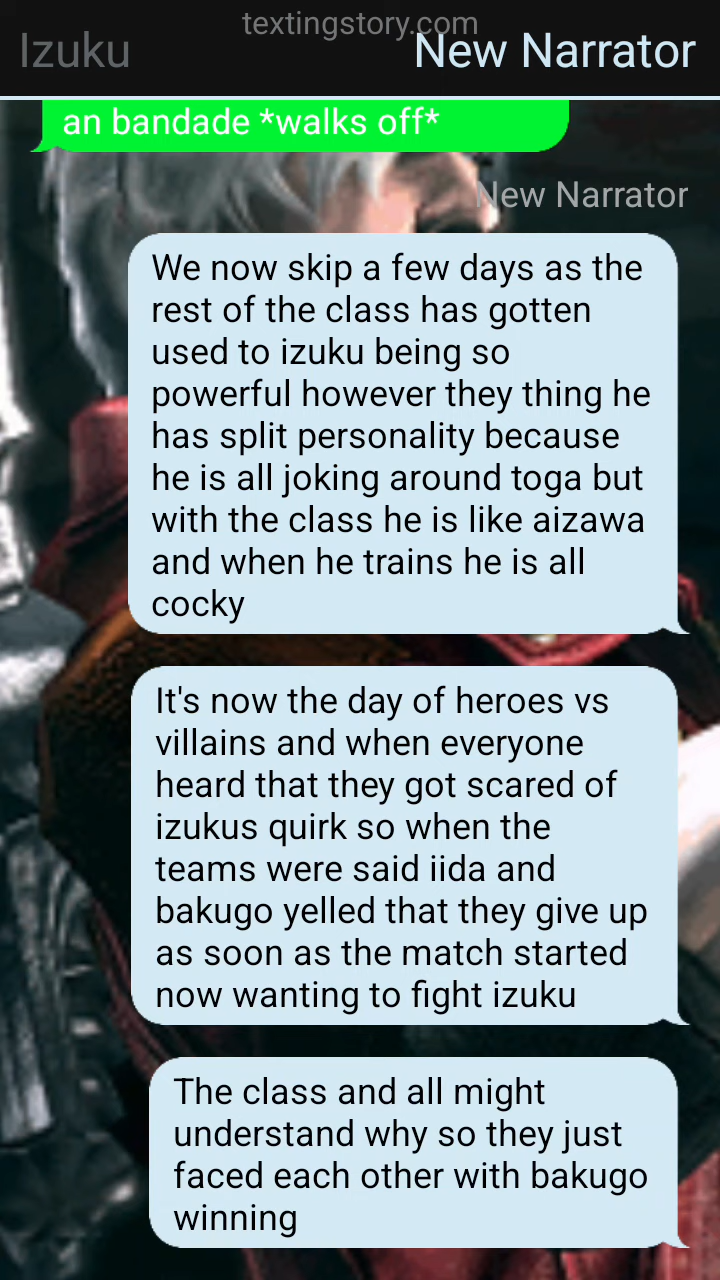 textingstory.com
Izuku
New Narrator
an bandade *walks off*
New Narrator
We now skip a few days as the
rest of the class has gotten
used to izuku being so
powerful however they thing he
has split personality because
he is all joking around toga but
with the class he is like aizawa
and when he trains he is all
cocky
It's now the day of heroes vs
villains and when everyone
heard that they got scared of
izukus quirk so when the
teams were said iida and
bakugo yelled that they give up
as soon as the match started
now wanting to fight izuku
The class and all might
understand why so they just
faced each other with bakugo
winning